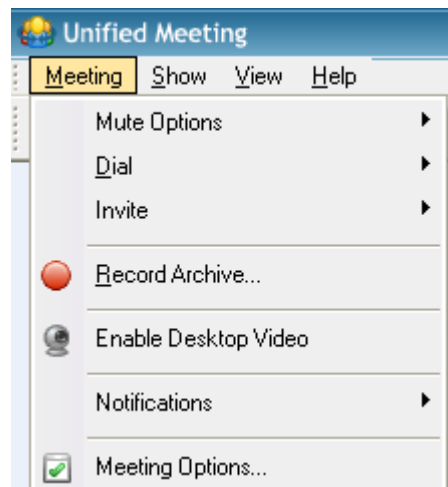 Unified Meeting
Meeting Show View Help
Mute Options
Dial
Invite
Record Archive...
Enable Desktop Video
Notifications
Meeting Options...